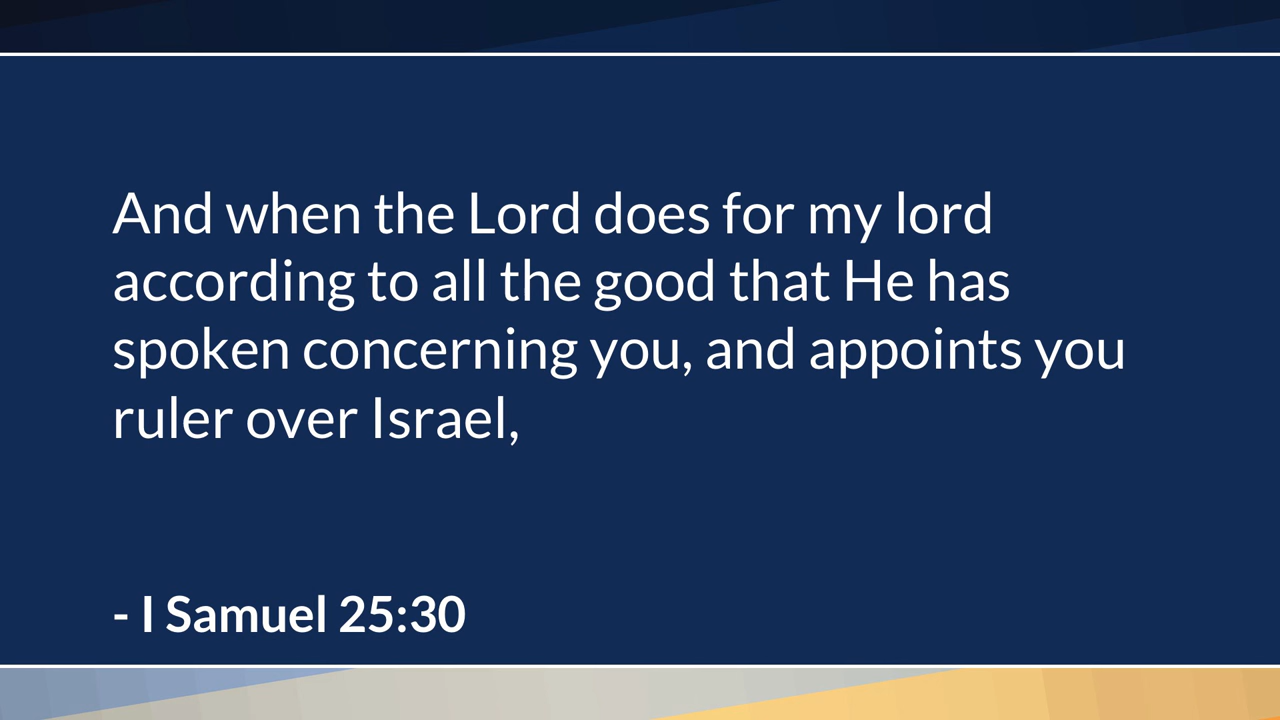 And when the Lord does for my lord
according to all the good that He has
spoken concerning you, and appoints you
ruler over Israel,
- I Samuel 25:30